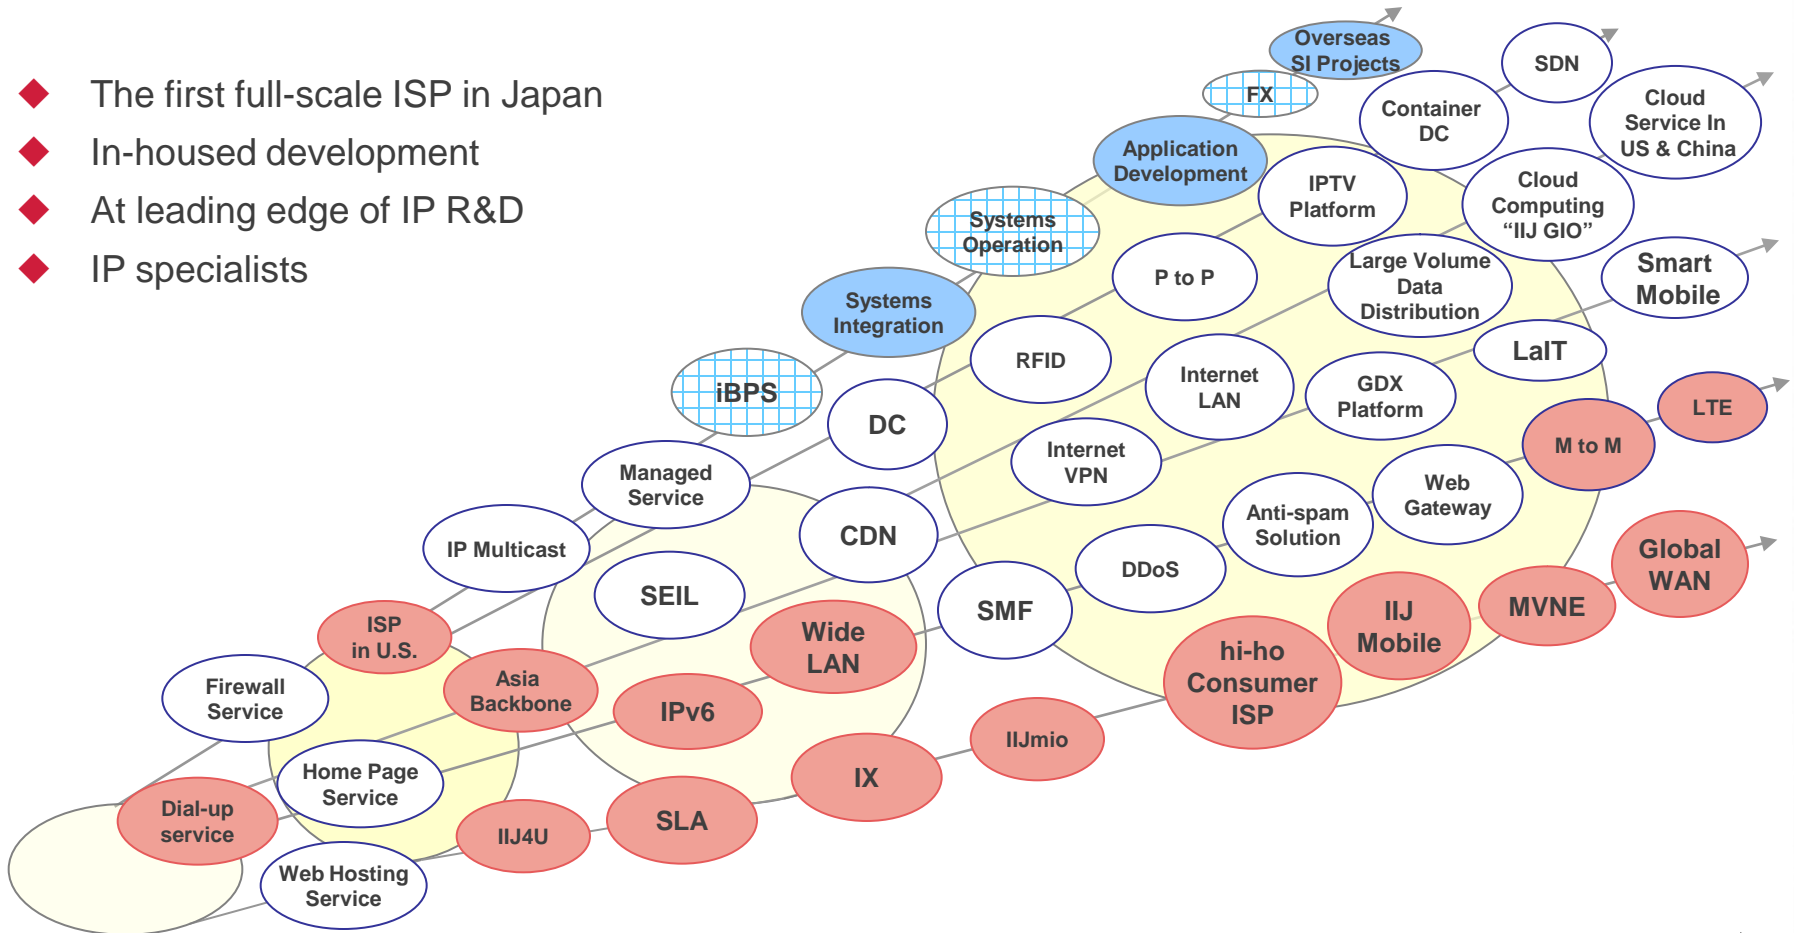 The first full-scale ISP in Japan
In-housed development
At leading edge of IP R&D
IP specialists
Overseas
SI Projects
FX
SDN
Container
DC
Cloud
Service In
US & China
Application
Development
IPTV
Platform
Cloud
Computing
“IIJ GIO”
Systems
Operation
P to P
Large Volume
Data
Distribution
Smart
Mobile
Systems
Integration
RFID
Internet
LAN
GDX
Platform
LaIT
iBPS
DC
LTE
Managed
Service
Internet
VPN
M to M
Web
Gateway
IP Multicast
CDN
Anti-spam
Solution
SEIL
DDoS
Global
WAN
ISP
in U.S.
Wide
LAN
SMF
IIJ
Mobile
MVNE
Firewall
Service
Asia
Backbone
IPv6
hi-ho
Consumer
ISP
IIJmio
Home Page
Service
IX
Dial-up
service
IIJ4U
SLA
Web Hosting
Service